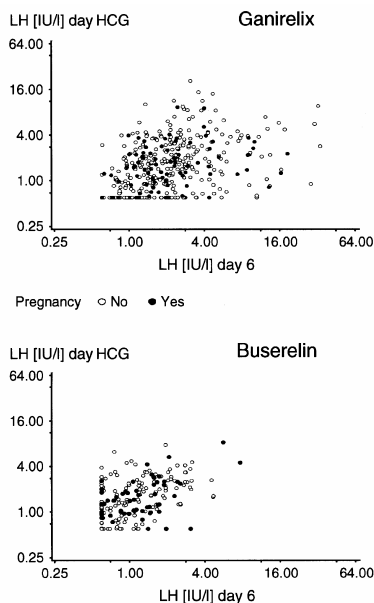 LH [IU/l] day HCG Ganirelix
64.00
16.00
4.00
1.00
0.25
0.25 1.00 4.00 16.00 64.00
LH [IU/l] day 6
Pregnancy ○ No ● Yes
LH [IU/l] day HCG Buserelin
64.00
16.00
4.00
1.00
0.25
0.25 1.00 4.00 16.00 64.00
LH [IU/l] day 6